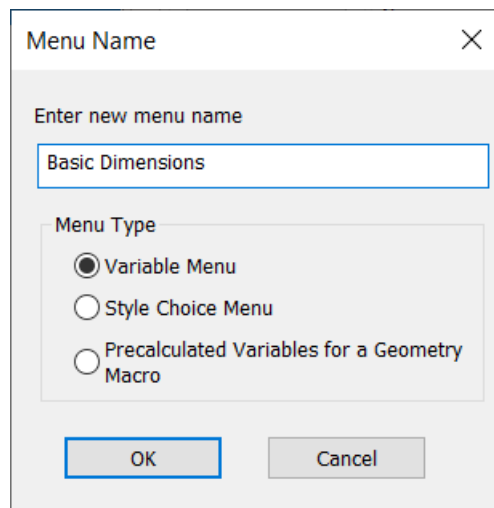 Menu Name
Enter new menu name
Basic Dimensions
Menu Type
Variable Menu
Style Choice Menu
Precalculated Variables for a Geometry
Macro
OK Cancel